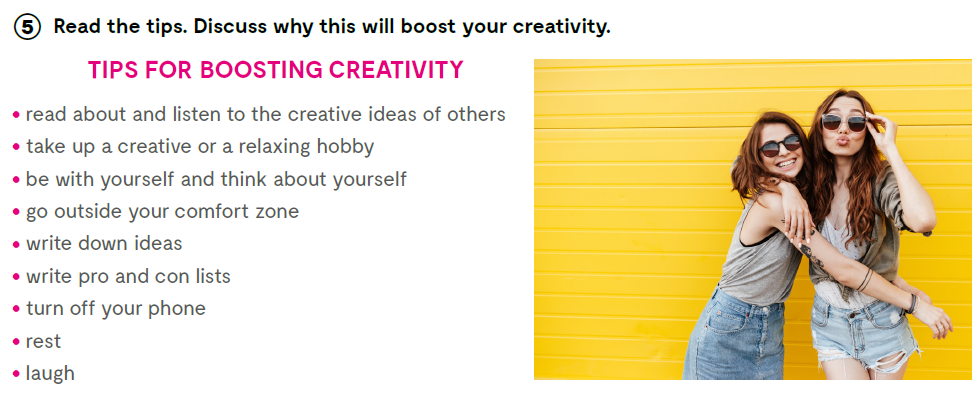 5 Read the tips. Discuss why this will boost your creativity.
TIPS FOR BOOSTING CREATIVITY
• read about and listen to the creative ideas of others
• take up a creative or a relaxing hobby
• be with yourself and think about yourself
• go outside your comfort zone
• write down ideas
• write pro and con lists
• turn off your phone
• rest
• laugh